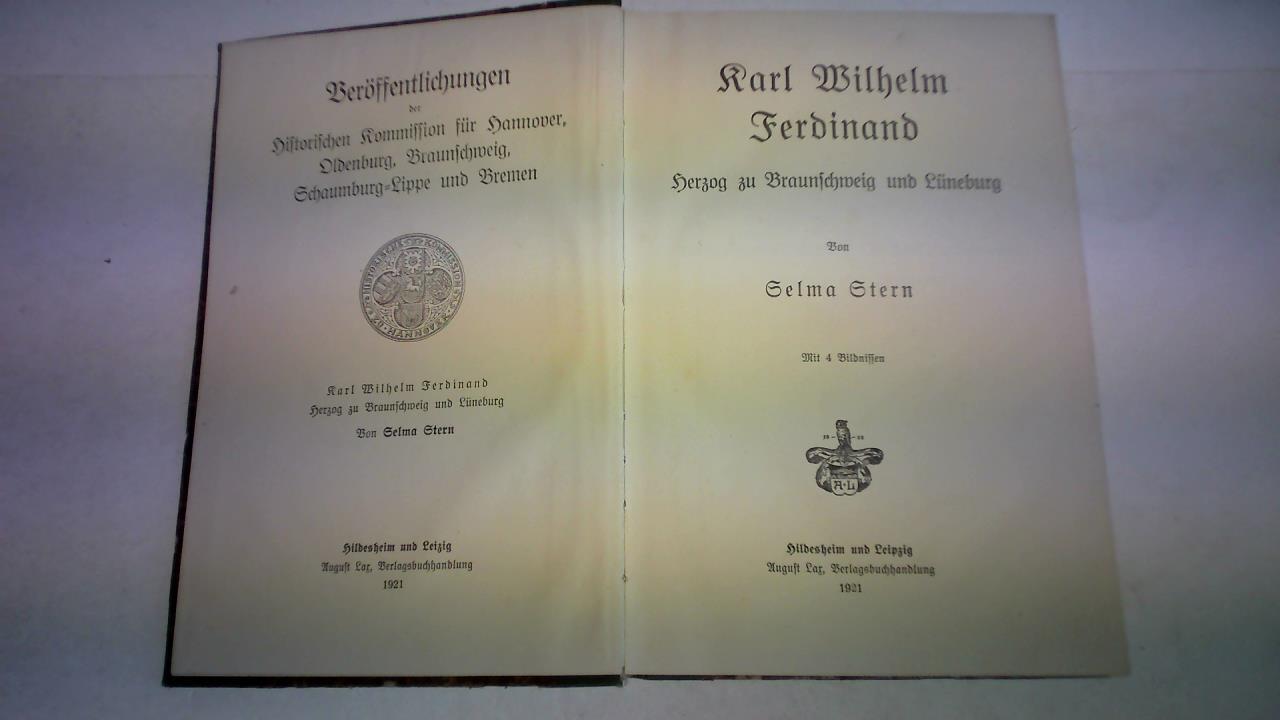 Veröffentlichungen
der
Historischen Kommission für Hannover,
Oldenburg, Braunschweig,
Schaumburg-Lippe und Bremen
HISTORISCHE KOMMISSION
Karl Wilhelm Ferdinand
Herzog zu Braunschweig und Lüneburg
Von Selma Stern
Hildesheim und Leizig
August Lax, Verlagsbuchhandlung
1921
Karl Wilhelm
Ferdinand
Herzog zu Braunschweig und Lüneburg
Von
Selma Stern
Mit 4 Bildnissen
A·L
Hildesheim und Leipzig
August Lax, Verlagsbuchhandlung
1921